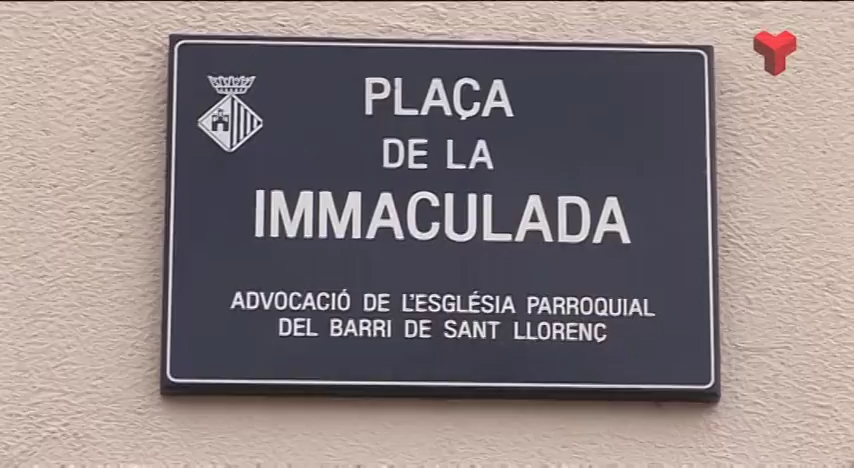 PLAÇA
DE LA
IMMACULADA
ADVOCACIÓ DE L'ESGLÉSIA PARROQUIAL
DEL BARRI DE SANT LLORENÇ